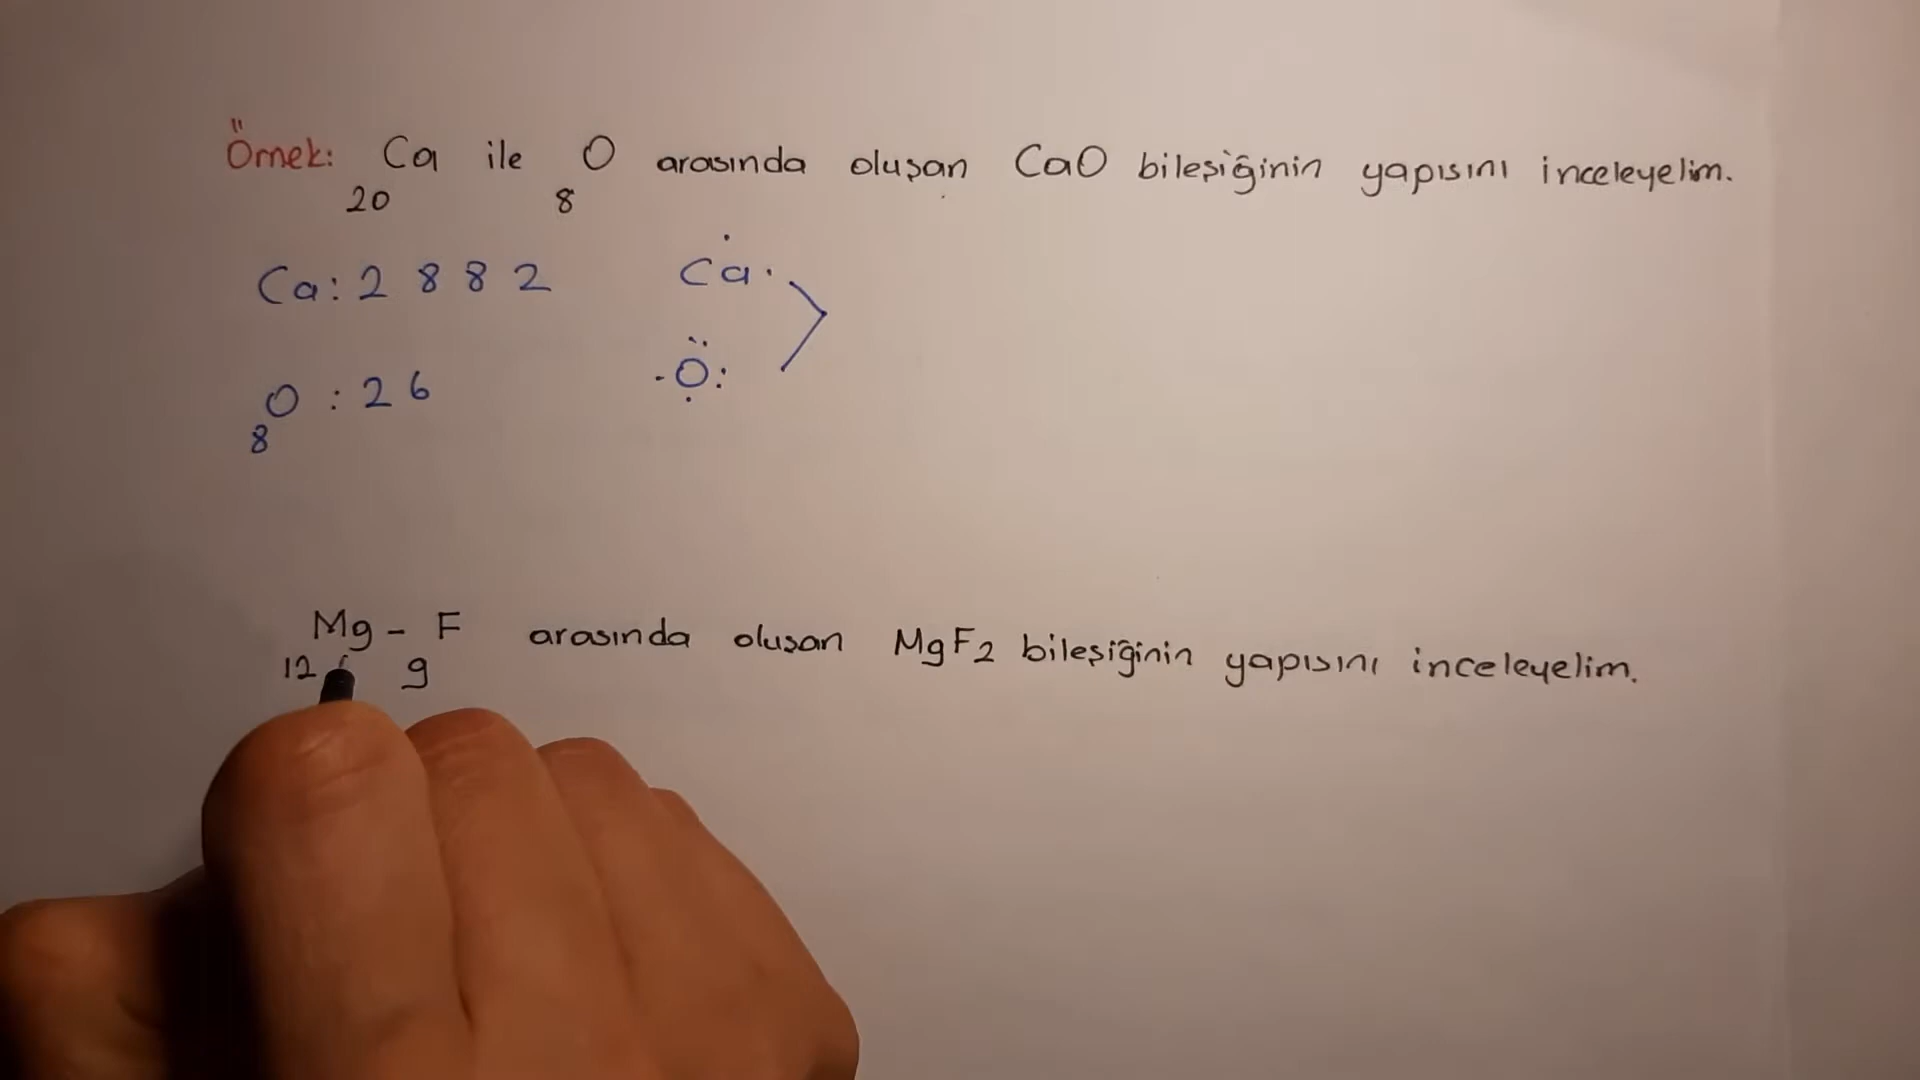 Örnek: Ca ile O arasında oluşan CaO bileşiğinin yapısını inceleyelim.
20 8
Ca: 2 8 8 2 Ca
O : 2 6 O
8
Mg - F arasında oluşan MgF2 bileşiğinin yapısını inceleyelim.
12 9